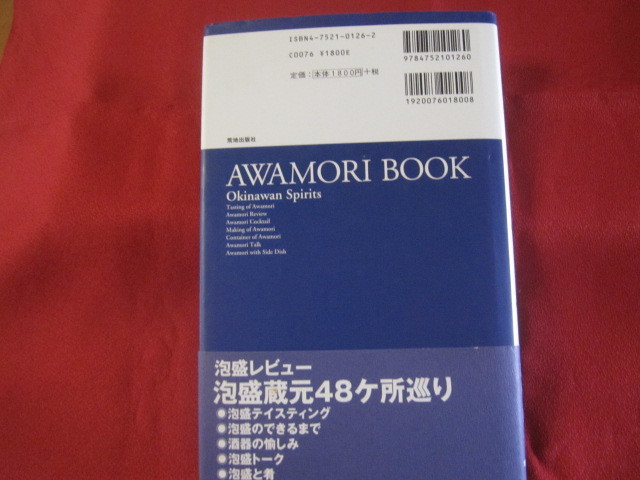 ISBN4-7521-0126-2
C0076 ¥1800E
定価:本体1800円+税
9784752101260
1920076018008
荒地出版社
AWAMORI BOOK
Okinawan Spirits
Tasting of Awamori
Awamori Review
Awamori Cocktail
Making of Awamori
Container of Awamori
Awamori Talk
Awamori with Side Dish
泡盛レビュー
泡盛蔵元48ケ所巡り
●泡盛テイスティング
●泡盛のできるまで
●酒器の愉しみ
●泡盛トーク
●泡盛と肴